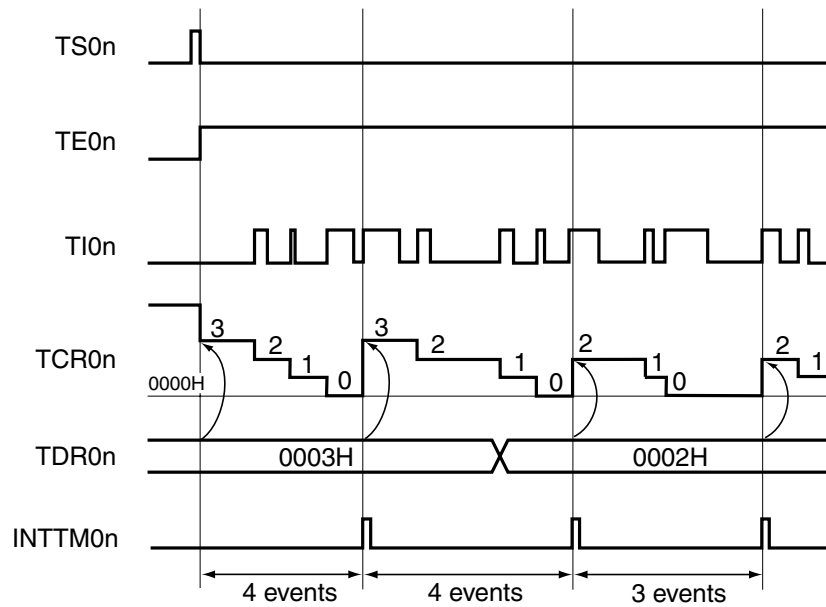 TS0n
TE0n
TI0n
TCR0n
3 2 1 0 3 2 1 0 2 1 0 2 1
0000H
TDR0n
0003H 0002H
INTTM0n
4 events 4 events 3 events